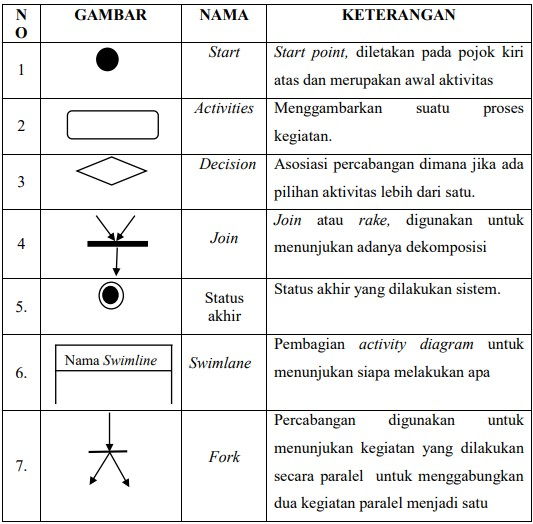 N
O
GAMBAR
NAMA
KETERANGAN
1
Start
Start point, diletakan pada pojok kiri
atas dan merupakan awal aktivitas
2
Activities
Menggambarkan suatu proses
kegiatan.
3
Decision
Asosiasi percabangan dimana jika ada
pilihan aktivitas lebih dari satu.
4
Join
Join atau rake, digunakan untuk
menunjukan adanya dekomposisi
5.
Status
akhir
Status akhir yang dilakukan sistem.
6.
Nama Swimline
Swimlane
Pembagian activity diagram untuk
menunjukan siapa melakukan apa
7.
Fork
Percabangan digunakan untuk
menunjukan kegiatan yang dilakukan
secara paralel untuk menggabungkan
dua kegiatan paralel menjadi satu